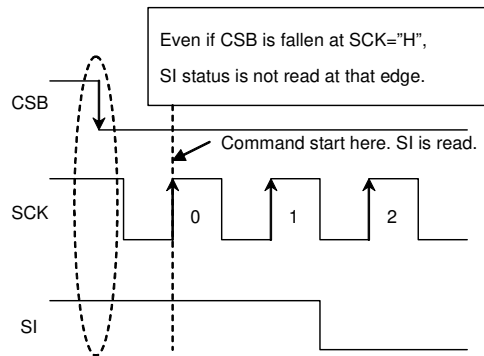 Even if CSB is fallen at SCK="H",
SI status is not read at that edge.
CSB
Command start here. SI is read.
SCK
0
1
2
SI